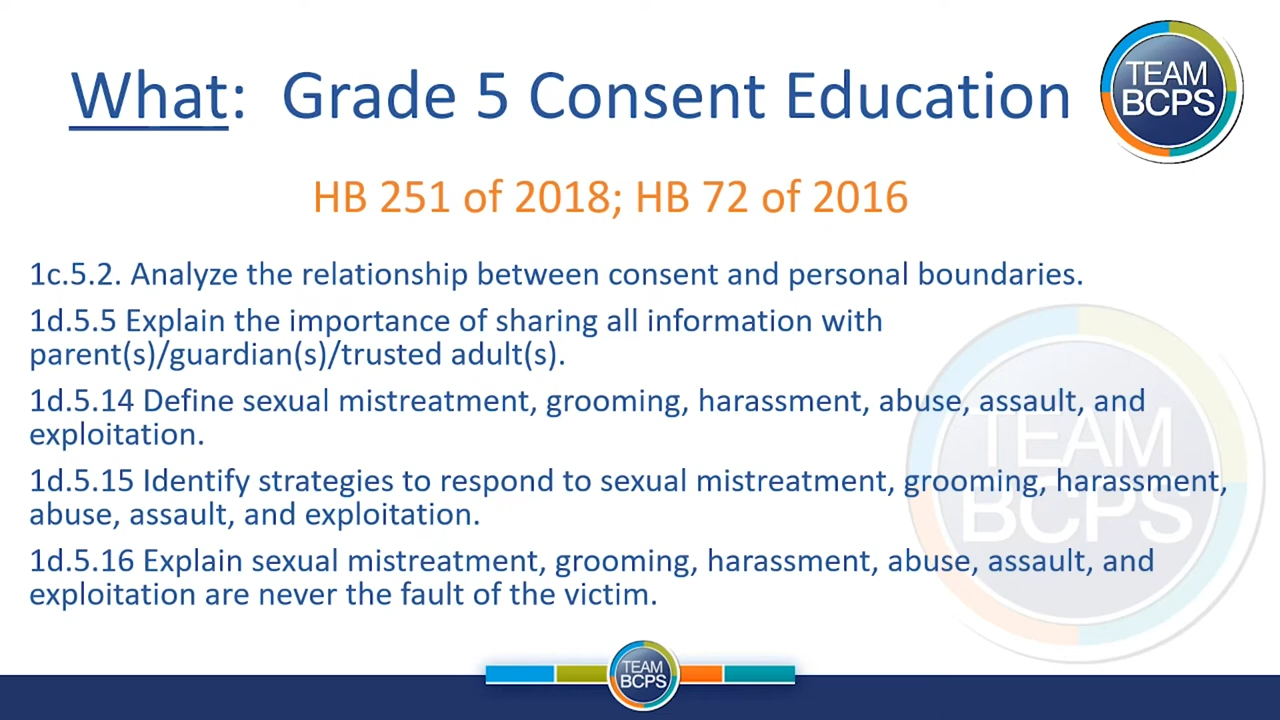 What:  Grade 5 Consent Education
TEAM
BCPS
HB 251 of 2018; HB 72 of 2016
1c.5.2. Analyze the relationship between consent and personal boundaries.
1d.5.5 Explain the importance of sharing all information with
parent(s)/guardian(s)/trusted adult(s).
1d.5.14 Define sexual mistreatment, grooming, harassment, abuse, assault, and
exploitation.
1d.5.15 Identify strategies to respond to sexual mistreatment, grooming, harassment,
abuse, assault, and exploitation.
1d.5.16 Explain sexual mistreatment, grooming, harassment, abuse, assault, and
exploitation are never the fault of the victim.
TEAM
BCPS
TEAM
BCPS